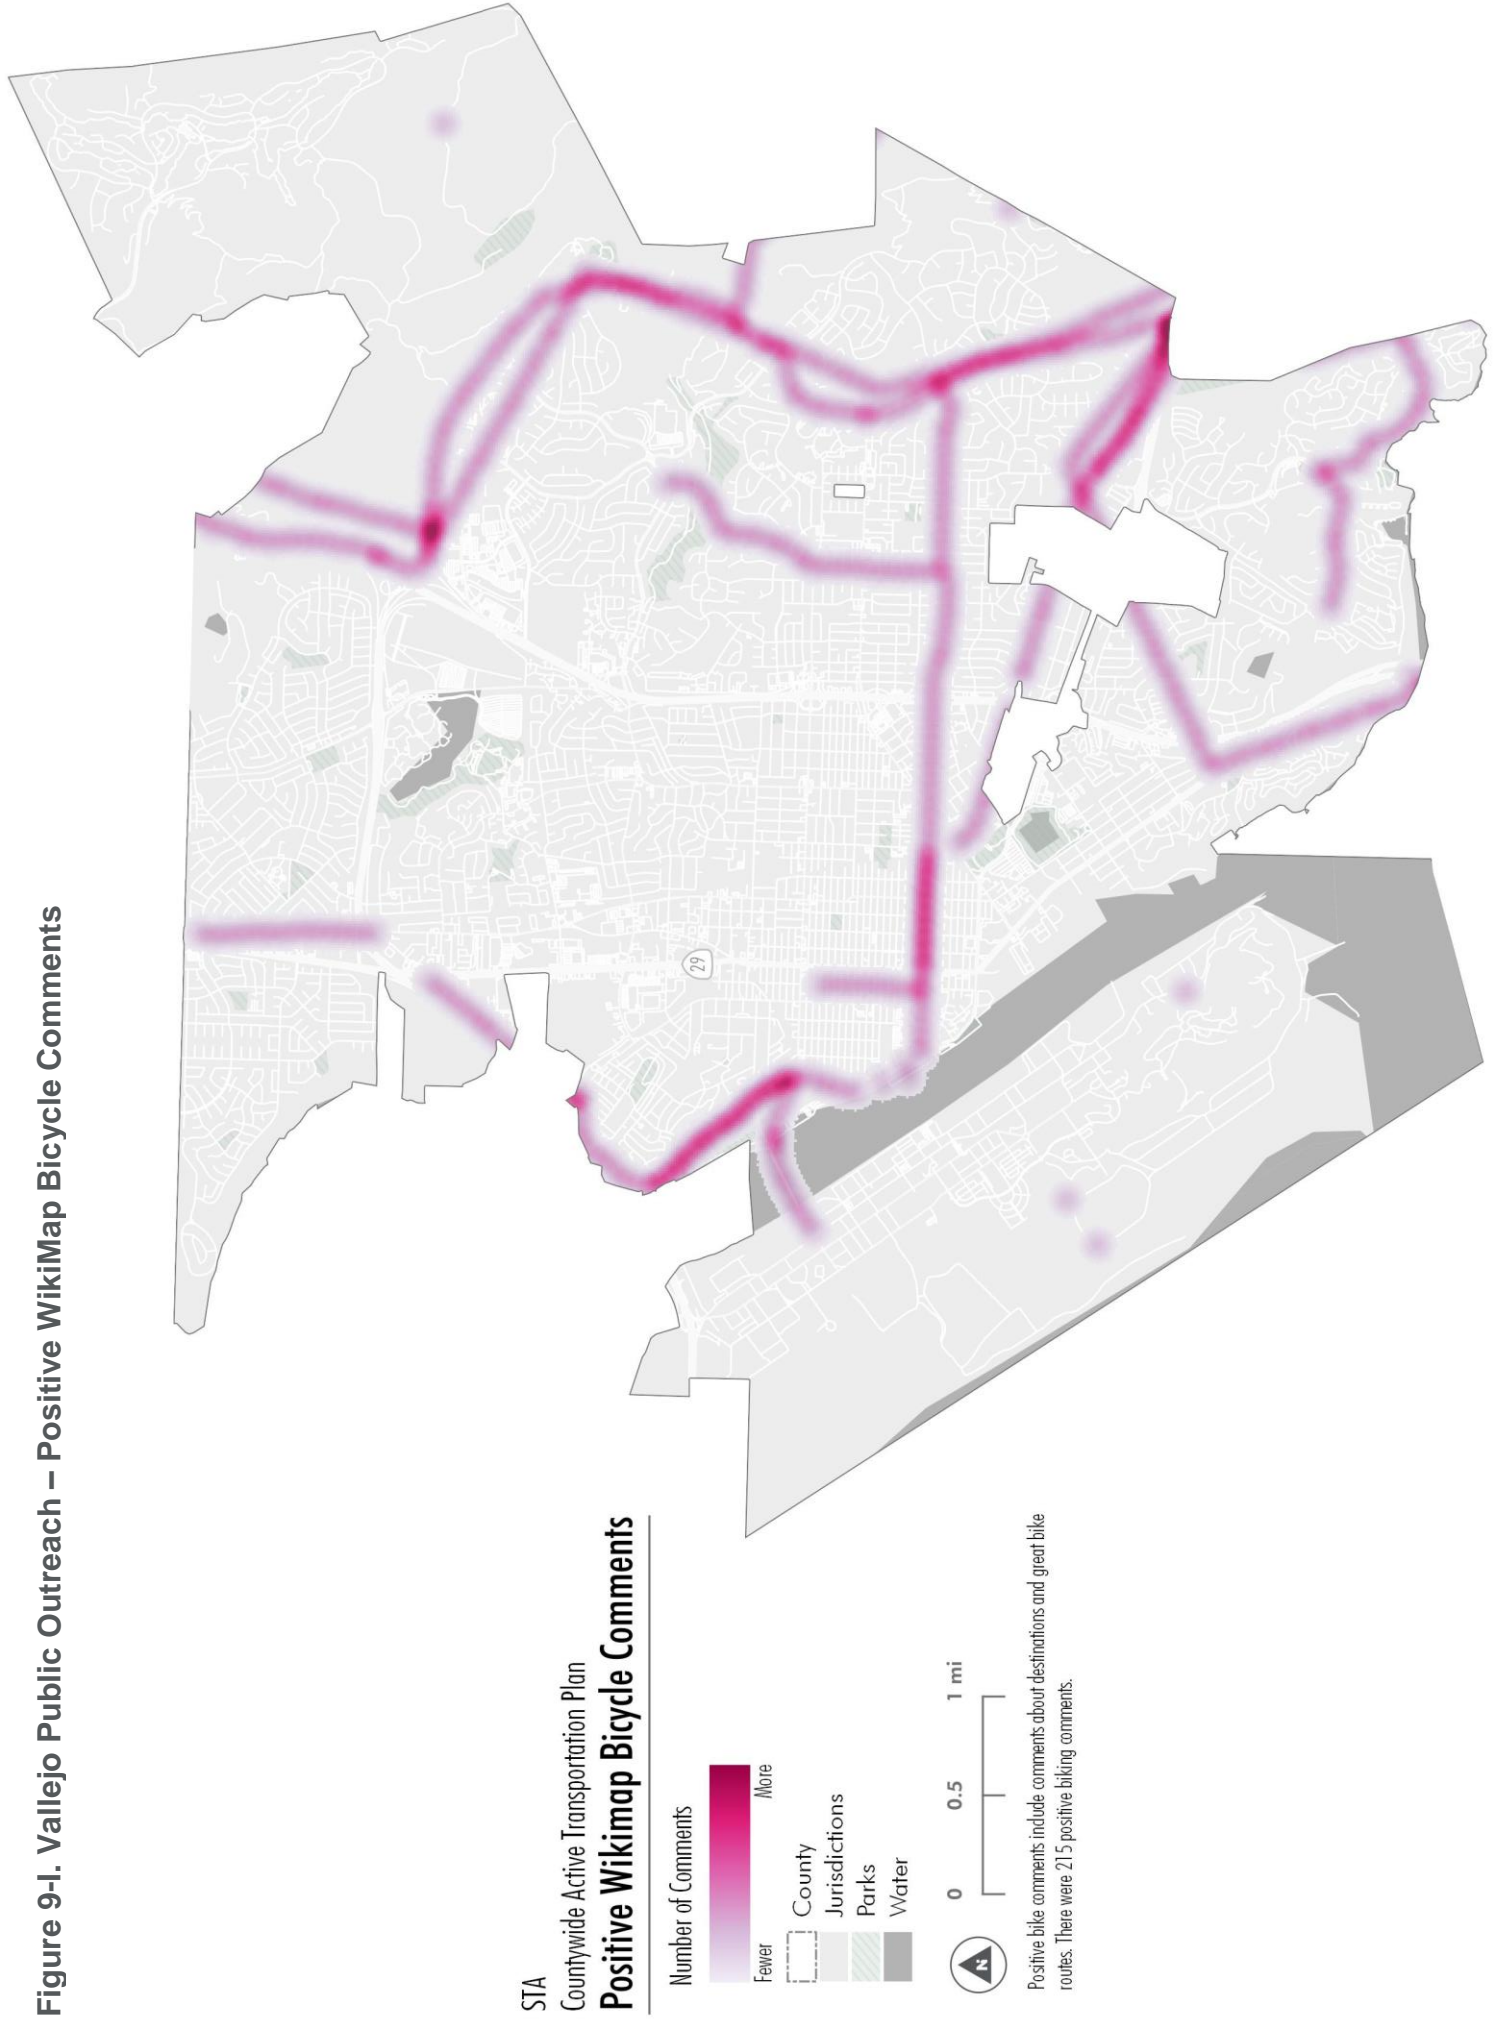 Figure 9-I. Vallejo Public Outreach – Positive WikiMap Bicycle Comments
29
STA
Countywide Active Transportation Plan
Positive Wikimap Bicycle Comments
Number of Comments
Fewer
More
County
Jurisdictions
Parks
Water
N
0
0.5
1 mi
Positive bike comments include comments about destinations and great bike
routes. There were 215 positive biking comments.